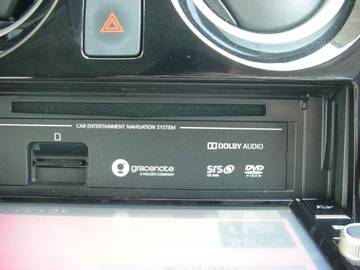 CAR ENTERTAINMENT NAVIGATION SYSTEM
DOLBY AUDIO
gracenote
A NIELSEN COMPANY
SRS
DVD
VIDEO